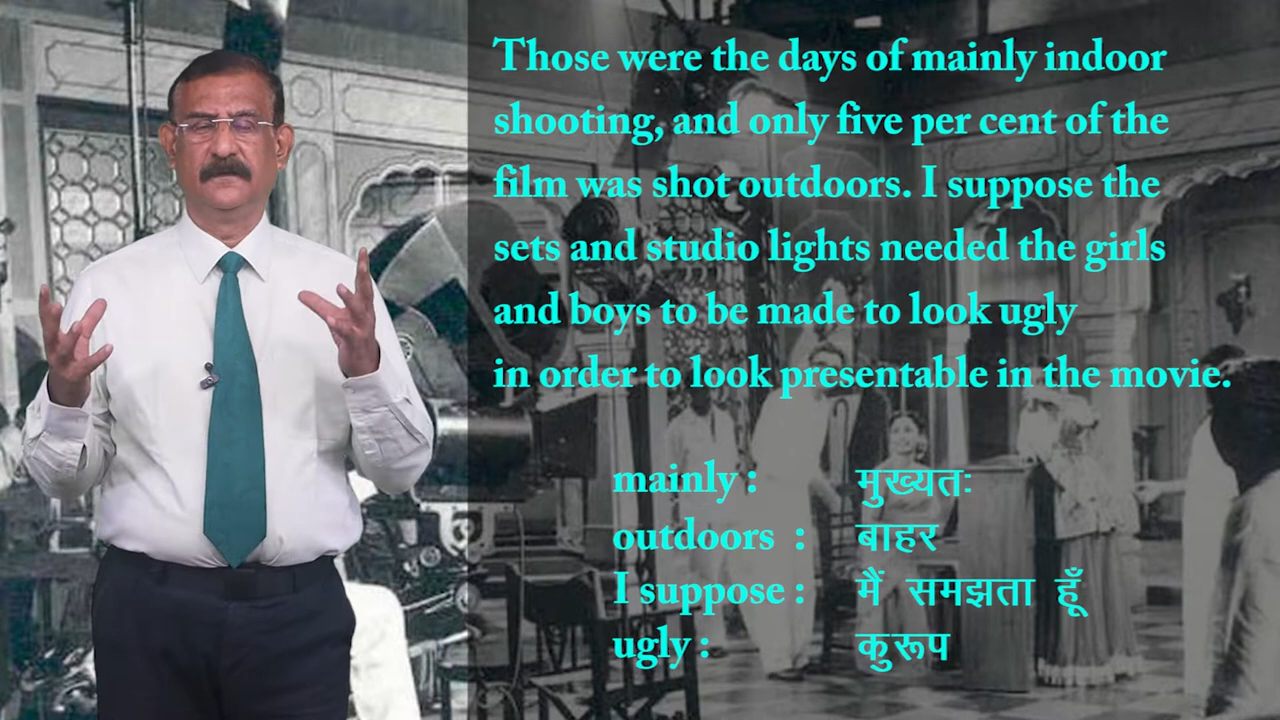 Those were the days of mainly indoor
shooting, and only five per cent of the
film was shot outdoors. I suppose the
sets and studio lights needed the girls
and boys to be made to look ugly
in order to look presentable in the movie.
mainly : मुख्यतः
outdoors : बाहर
I suppose : मैं समझता हूँ
ugly : कुरूप